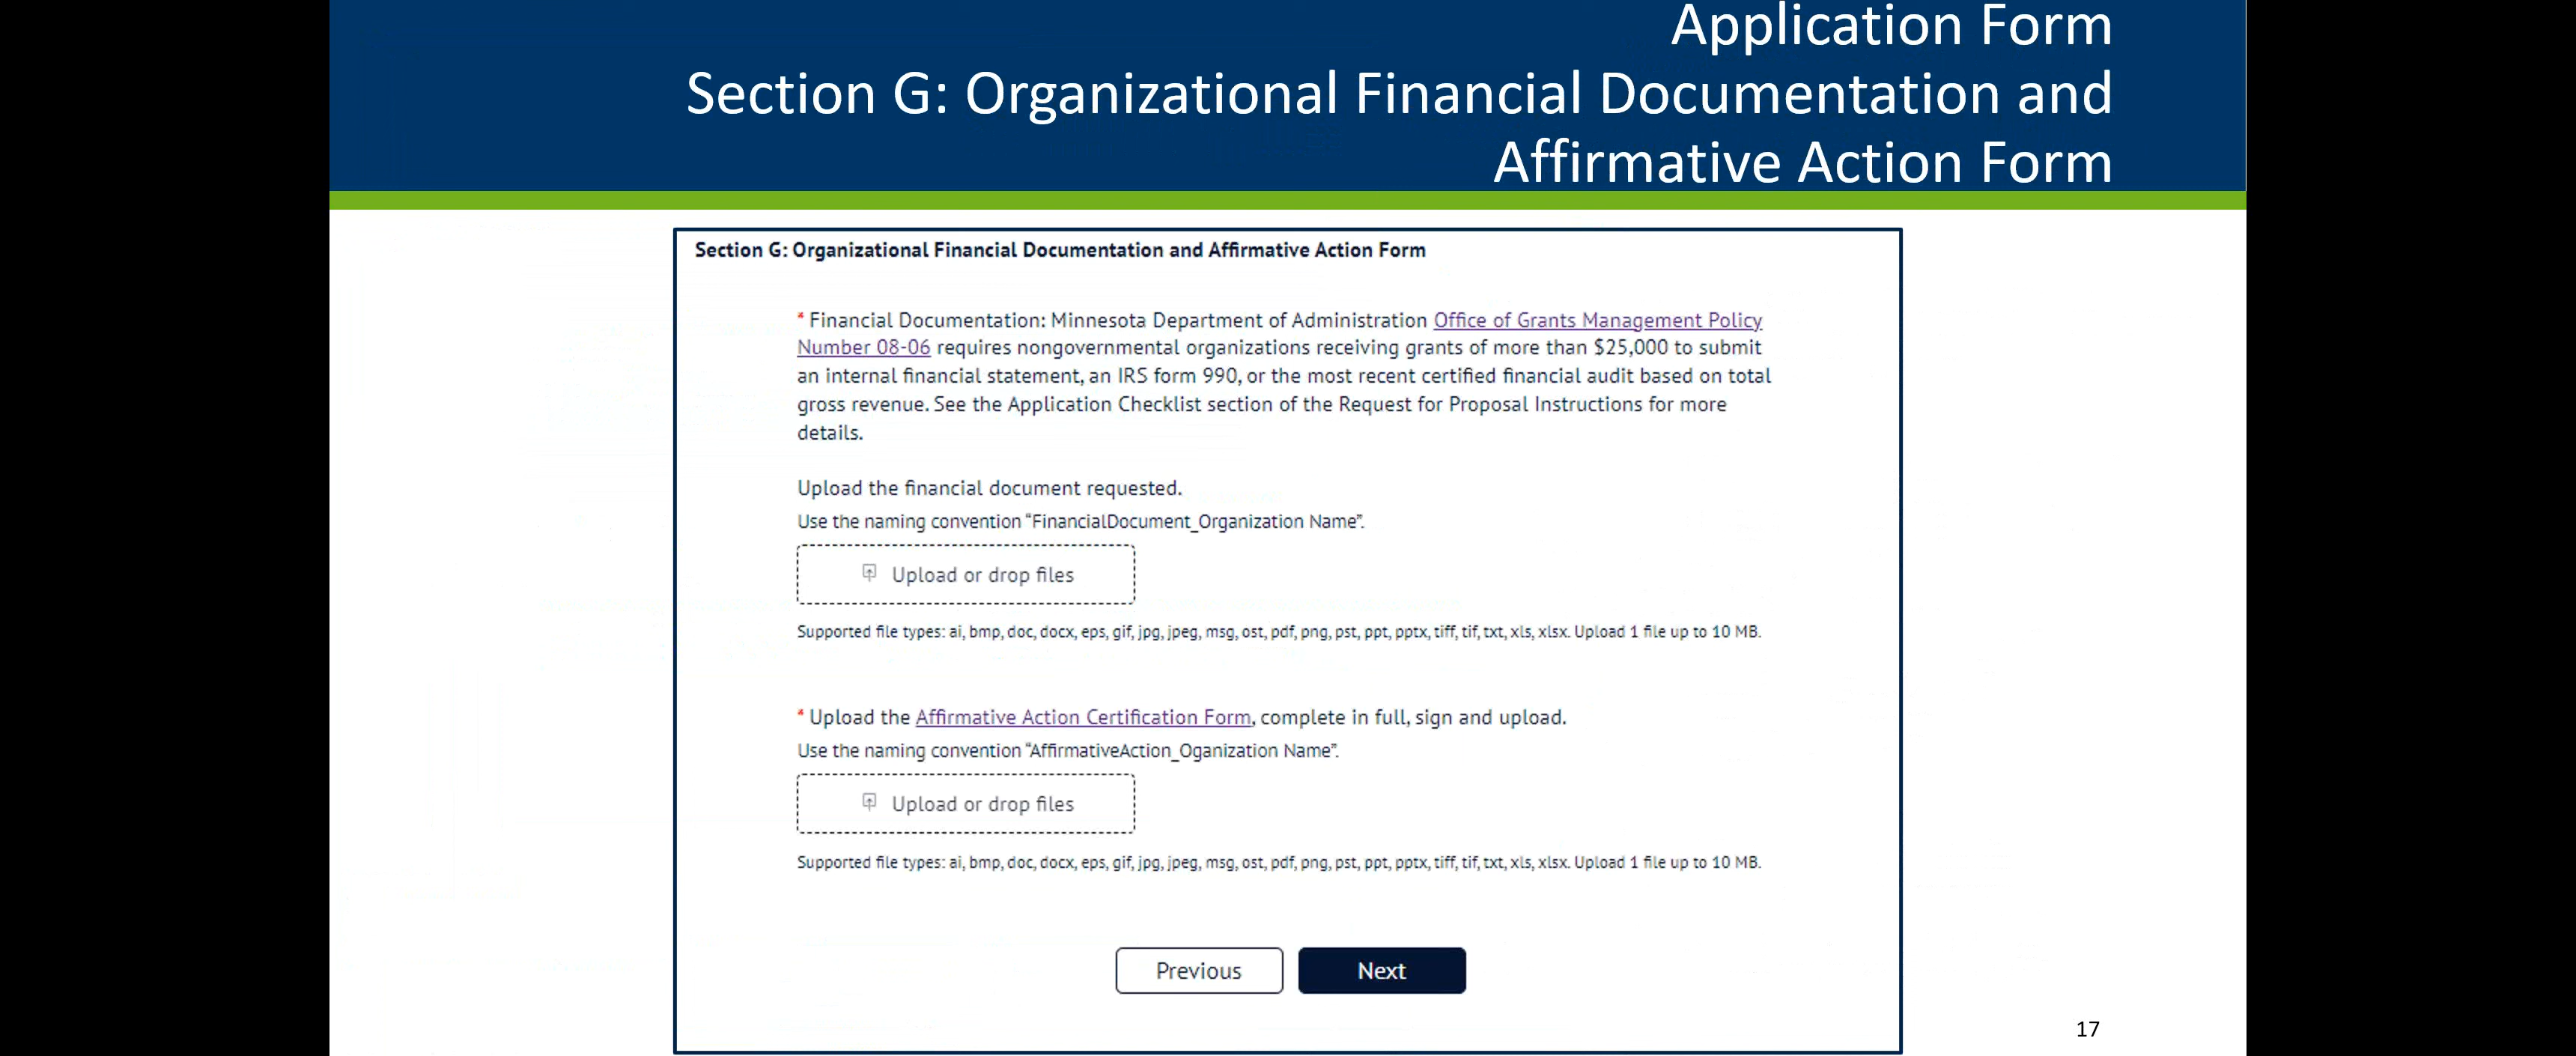 Application Form
Section G: Organizational Financial Documentation and
Affirmative Action Form
Section G: Organizational Financial Documentation and Affirmative Action Form
* Financial Documentation: Minnesota Department of Administration Office of Grants Management Policy
Number 08-06 requires nongovernmental organizations receiving grants of more than $25,000 to submit
an internal financial statement, an IRS form 990, or the most recent certified financial audit based on total
gross revenue. See the Application Checklist section of the Request for Proposal Instructions for more
details.
Upload the financial document requested.
Use the naming convention “FinancialDocument_Organization Name”.
Upload or drop files
Supported file types: ai, bmp, doc, docx, eps, gif, jpg, jpeg, msg, ost, pdf, png, pst, ppt, pptx, tiff, tif, txt, xls, xlsx. Upload 1 file up to 10 MB.
* Upload the Affirmative Action Certification Form, complete in full, sign and upload.
Use the naming convention “AffirmativeAction_Oganization Name”.
Upload or drop files
Supported file types: ai, bmp, doc, docx, eps, gif, jpg, jpeg, msg, ost, pdf, png, pst, ppt, pptx, tiff, tif, txt, xls, xlsx. Upload 1 file up to 10 MB.
Previous Next
17